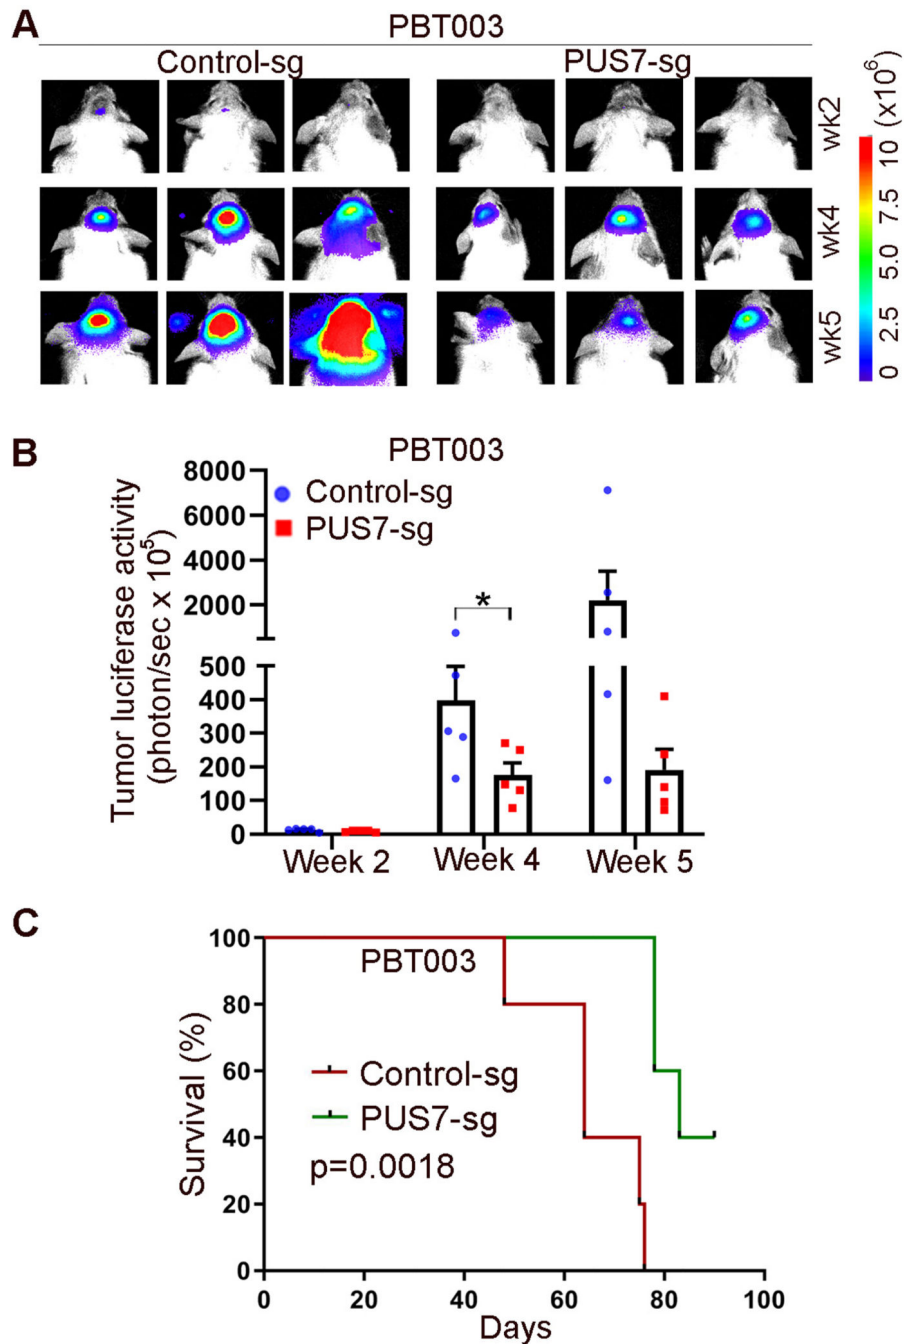 A
PBT003
Control-sg PUS7-sg
wk2
wk4
wk5
0 2.5 5.0 7.5 10 (x10⁶)
B
PBT003
Tumor luciferase activity
(photon/sec x 10⁵)
8000
6000
4000
2000
500
400
300
200
100
0
Control-sg
PUS7-sg
*
Week 2 Week 4 Week 5
C
PBT003
Survival (%)
100
80
60
40
20
0
Control-sg
PUS7-sg
p=0.0018
0 20 40 60 80 100
Days